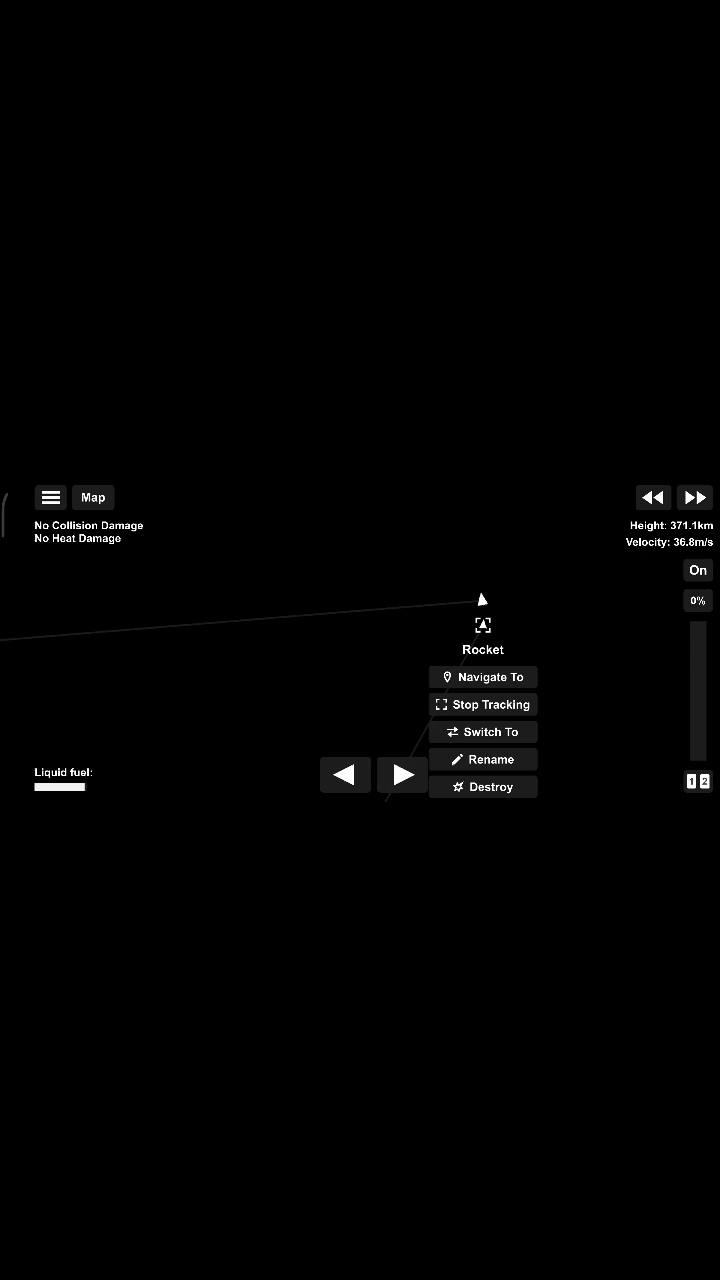 Map
No Collision Damage
No Heat Damage
Height: 371.1km
Velocity: 36.8m/s
On
0%
Rocket
Navigate To
Stop Tracking
Switch To
Rename
Destroy
Liquid fuel:
1 2